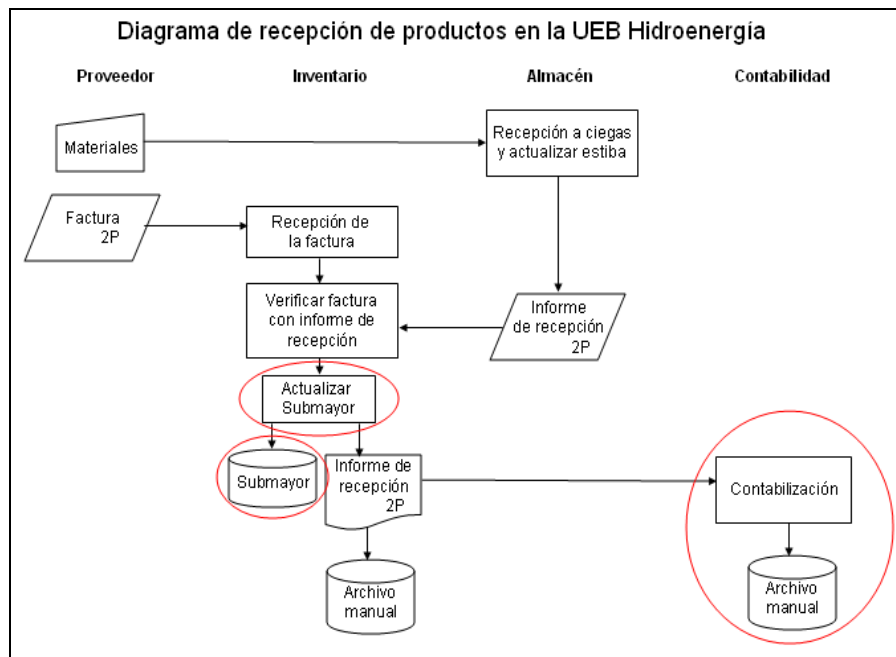 Diagrama de recepción de productos en la UEB Hidroenergía
Proveedor
Inventario
Almacén
Contabilidad
Materiales
Recepción a ciegas
y actualizar estiba
Factura
2P
Recepción de
la factura
Verificar factura
con informe de
recepción
Informe
de recepción
2P
Actualizar
Submayor
Submayor
Informe de
recepción
2P
Contabilización
Archivo
manual
Archivo
manual